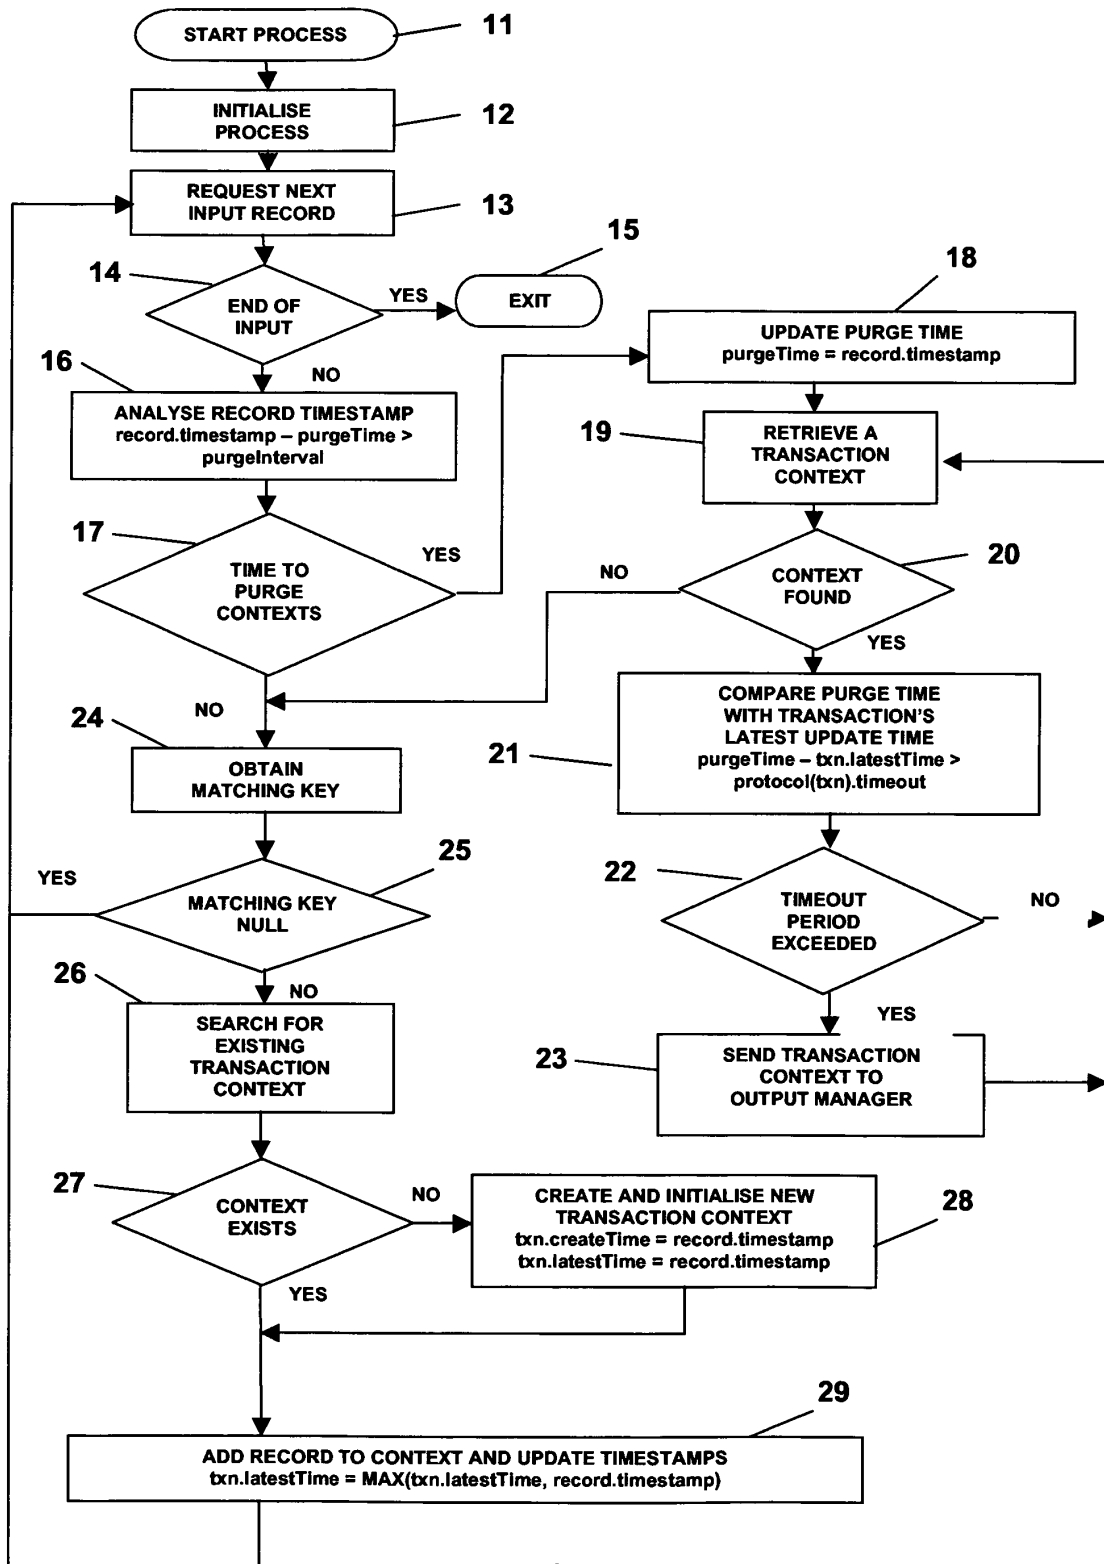 START PROCESS
11
INITIALISE
PROCESS
12
REQUEST NEXT
INPUT RECORD
13
14
END OF
INPUT
YES
15
EXIT
NO
16
ANALYSE RECORD TIMESTAMP
record.timestamp – purgeTime >
purgeInterval
17
TIME TO
PURGE
CONTEXTS
YES
NO
18
UPDATE PURGE TIME
purgeTime = record.timestamp
19
RETRIEVE A
TRANSACTION
CONTEXT
20
CONTEXT
FOUND
NO
YES
COMPARE PURGE TIME
WITH TRANSACTION'S
LATEST UPDATE TIME
purgeTime – txn.latestTime >
protocol(txn).timeout
21
22
TIMEOUT
PERIOD
EXCEEDED
NO
YES
23
SEND TRANSACTION
CONTEXT TO
OUTPUT MANAGER
24
OBTAIN
MATCHING KEY
25
YES
MATCHING KEY
NULL
NO
26
SEARCH FOR
EXISTING
TRANSACTION
CONTEXT
27
CONTEXT
EXISTS
NO
YES
CREATE AND INITIALISE NEW
TRANSACTION CONTEXT
txn.createTime = record.timestamp
txn.latestTime = record.timestamp
28
29
ADD RECORD TO CONTEXT AND UPDATE TIMESTAMPS
txn.latestTime = MAX(txn.latestTime, record.timestamp)